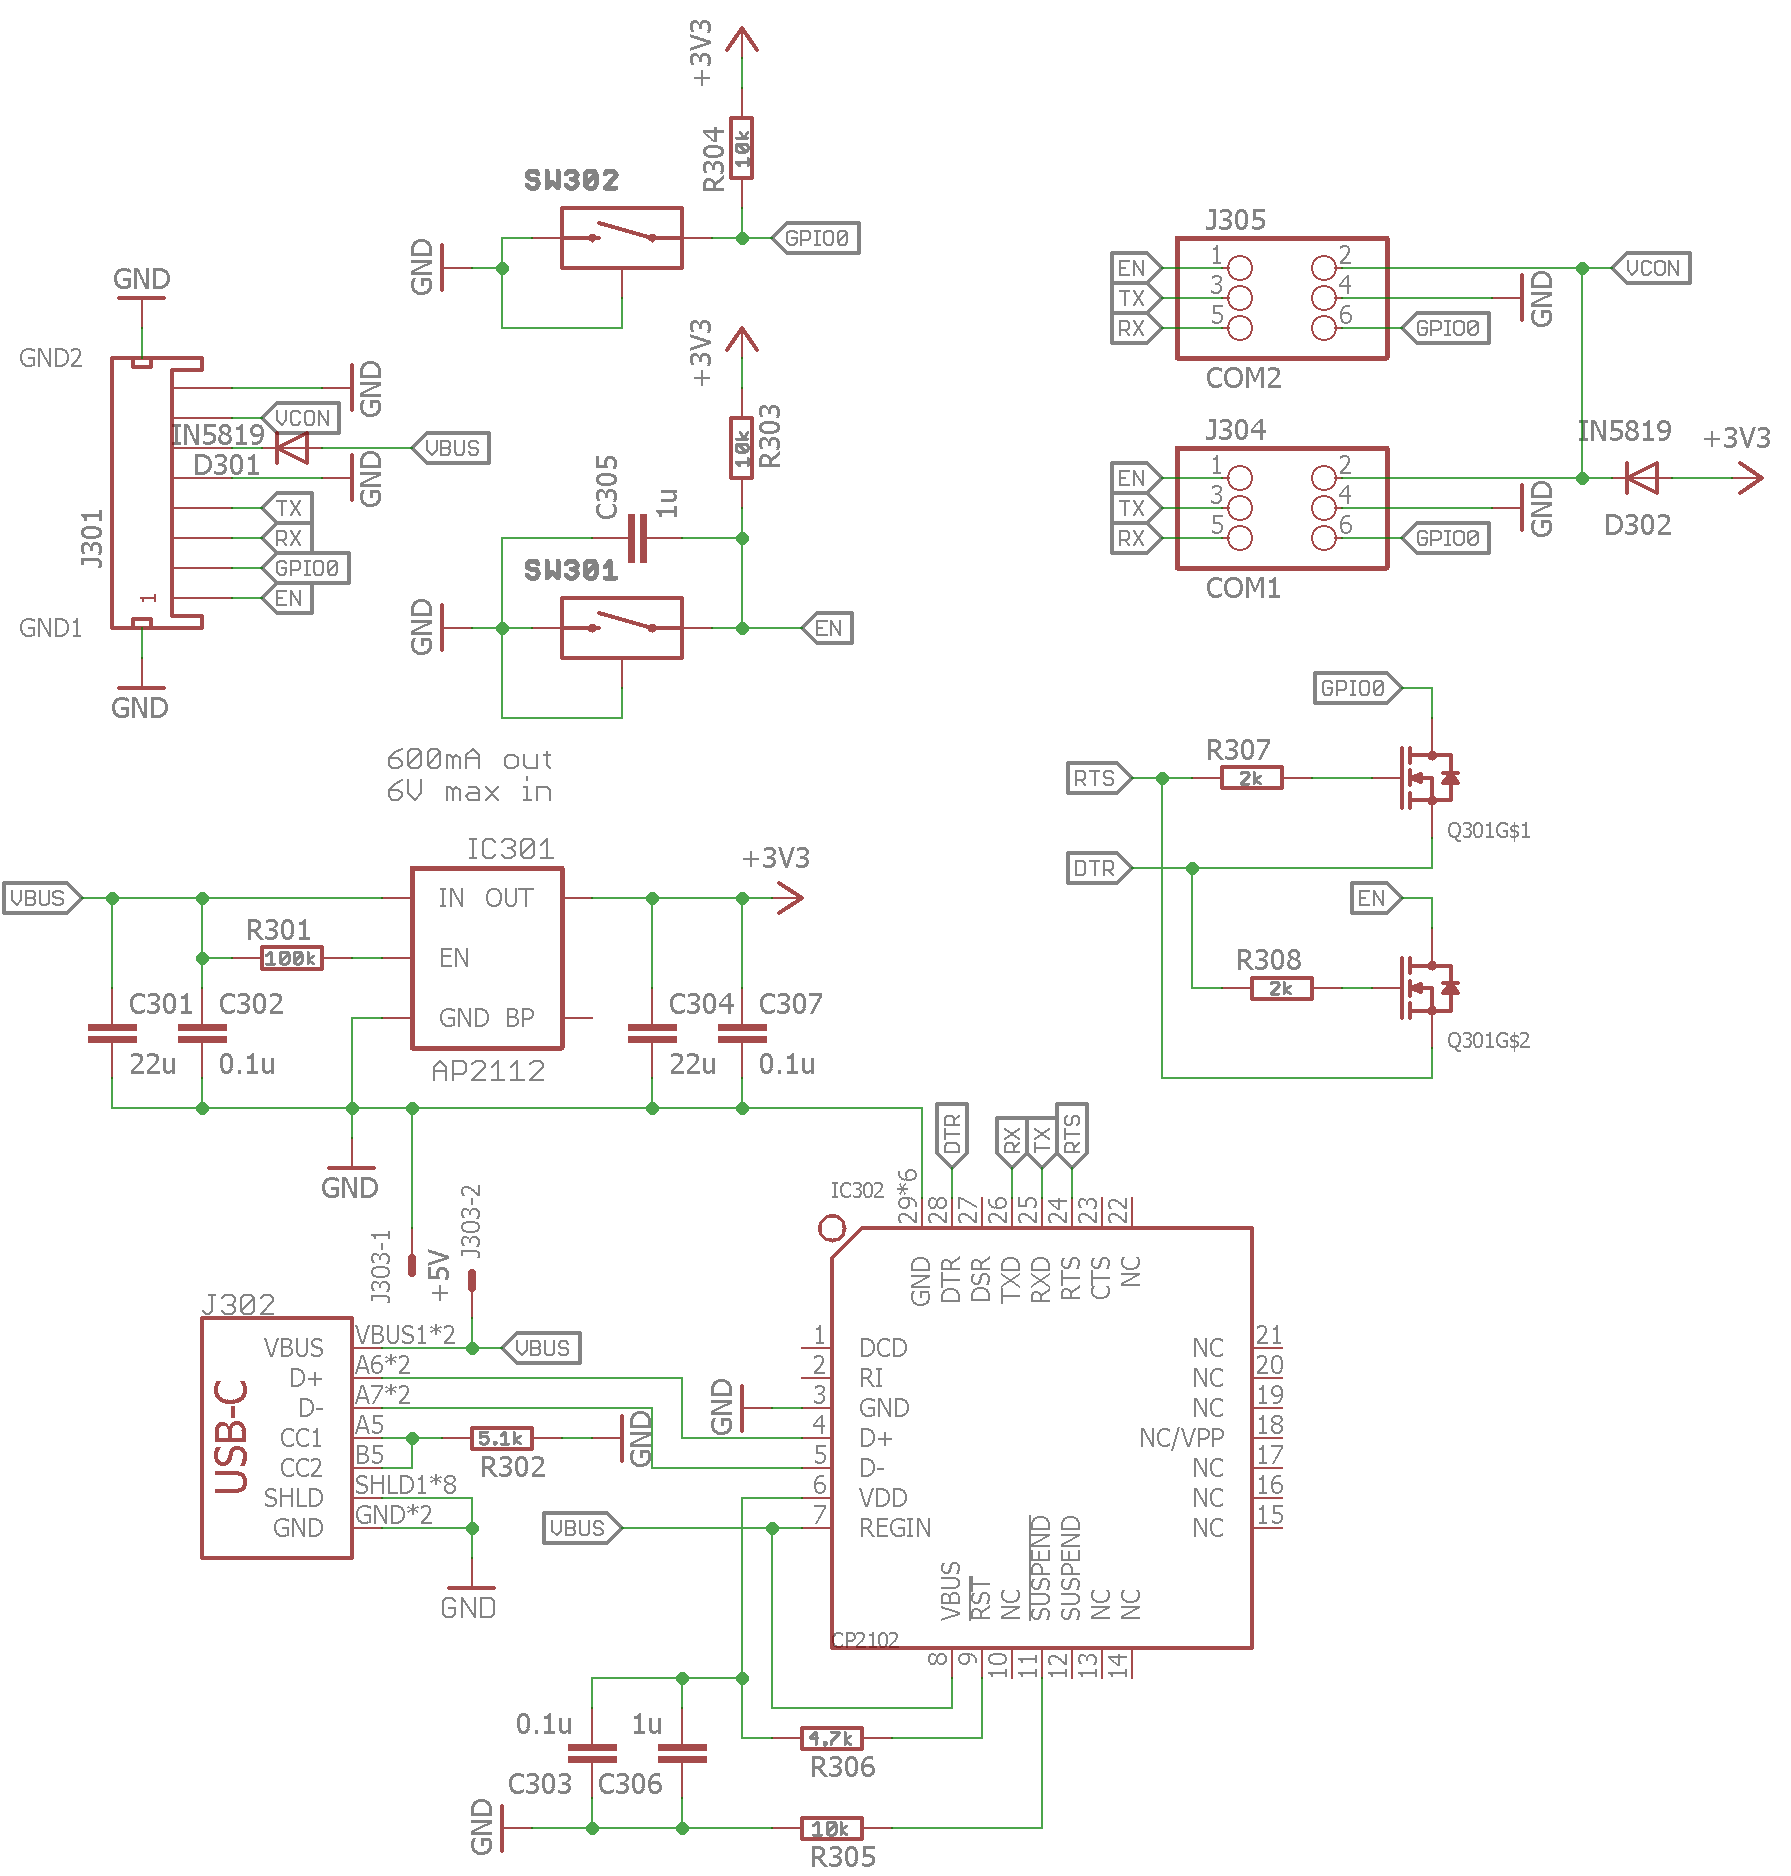 +3V3
R304
10k
SW302
GND
GPIO0
J305
EN
TX
RX
1
3
5
2
4
6
VCON
GND
GPIO0
COM2
GND
GND2
GND
VCON
IN5819
D301
VBUS
GND
TX
RX
GPIO0
EN
J301
1
GND1
GND
+3V3
R303
10k
C305
1u
SW301
GND
EN
J304
EN
TX
RX
1
3
5
2
4
6
GND
GPIO0
COM1
IN5819
+3V3
D302
GPIO0
R307
RTS
2k
Q301G$1
DTR
EN
R308
2k
Q301G$2
600mA out
6V max in
IC301
+3V3
VBUS
IN OUT
R301
100k
EN
C301
C302
GND BP
C304
C307
22u
0.1u
AP2112
22u
0.1u
GND
J303-1
+5V
J303-2
DTR
RX
TX
RTS
IC302
29*6
28
27
26
25
24
23
22
GND
DTR
DSR
TXD
RXD
RTS
CTS
NC
J302
USB-C
VBUS
VBUS1*2
VBUS
D+
A6*2
D-
A7*2
CC1
A5
5.1k
R302
GND
CC2
B5
SHLD
SHLD1*8
GND
GND*2
GND
GND
VBUS
1
DCD
2
RI
3
GND
4
D+
5
D-
6
VDD
7
REGIN
NC
21
NC
20
NC
19
NC/VPP
18
NC
17
NC
16
NC
15
VBUS
RST
NC
SUSPEND
SUSPEND
NC
NC
CP2102
8
9
10
11
12
13
14
0.1u
1u
C303
C306
4.7k
R306
GND
10k
R305